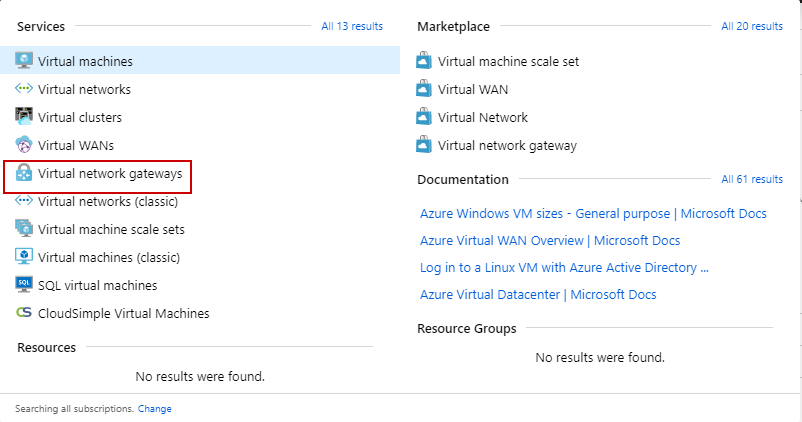 Services
All 13 results
Virtual machines
Virtual networks
Virtual clusters
Virtual WANs
Virtual network gateways
Virtual networks (classic)
Virtual machine scale sets
Virtual machines (classic)
SQL
SQL virtual machines
CS
CloudSimple Virtual Machines
Resources
No results were found.
Marketplace
All 20 results
Virtual machine scale set
Virtual WAN
Virtual Network
Virtual network gateway
Documentation
All 61 results
Azure Windows VM sizes - General purpose | Microsoft Docs
Azure Virtual WAN Overview | Microsoft Docs
Log in to a Linux VM with Azure Active Directory ...
Azure Virtual Datacenter | Microsoft Docs
Resource Groups
No results were found.
Searching all subscriptions. Change